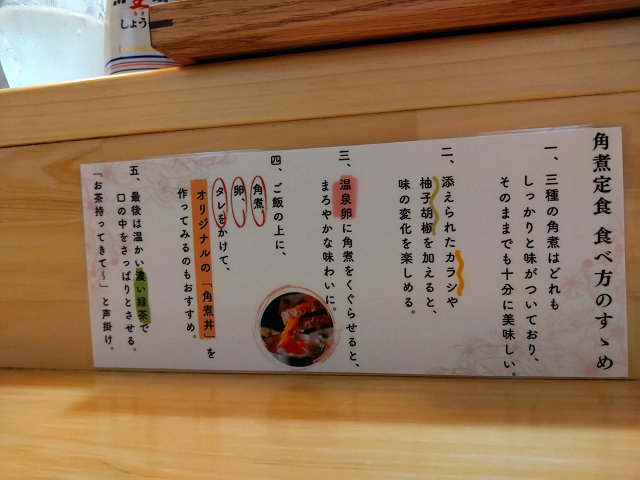 しょう
角煮定食 食べ方のすゝめ
一、三種の角煮はどれも
しっかりと味がついており、
そのままでも十分に美味しい。
二、添えられたカラシや
柚子胡椒を加えると、
味の変化を楽しめる。
三、温泉卵に角煮をくぐらせると、
まろやかな味わいに。
四、ご飯の上に、
角煮、
卵、
タレをかけて、
オリジナルの「角煮丼」を
作ってみるのもおすすめ。
五、最後は温かい濃い緑茶で
口の中をさっぱりとさせる。
「お茶持ってきて〜」と声掛け。